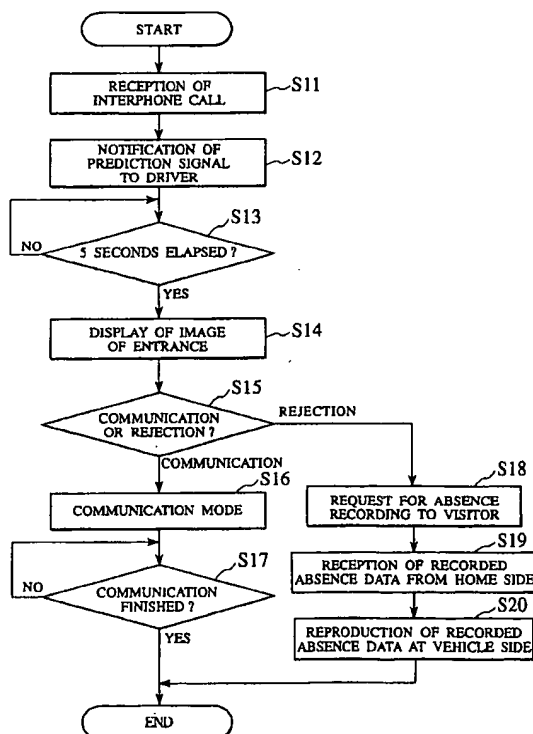 START
RECEPTION OF
INTERPHONE CALL
S11
NOTIFICATION OF
PREDICTION SIGNAL
TO DRIVER
S12
S13
5 SECONDS ELAPSED ?
NO
YES
DISPLAY OF IMAGE
OF ENTRANCE
S14
S15
COMMUNICATION
OR REJECTION ?
REJECTION
COMMUNICATION
S16
COMMUNICATION MODE
S17
COMMUNICATION
FINISHED ?
NO
YES
S18
REQUEST FOR ABSENCE
RECORDING TO VISITOR
S19
RECEPTION OF RECORDED
ABSENCE DATA FROM HOME SIDE
S20
REPRODUCTION OF RECORDED
ABSENCE DATA AT VEHICLE SIDE
END